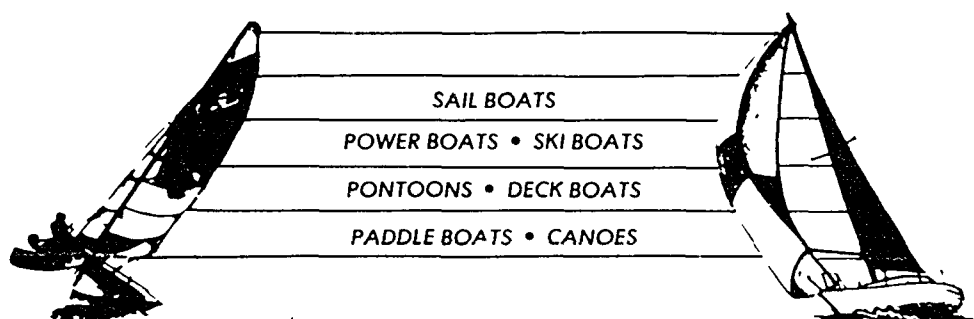 SAIL BOATS
POWER BOATS • SKI BOATS
PONTOONS • DECK BOATS
PADDLE BOATS • CANOES